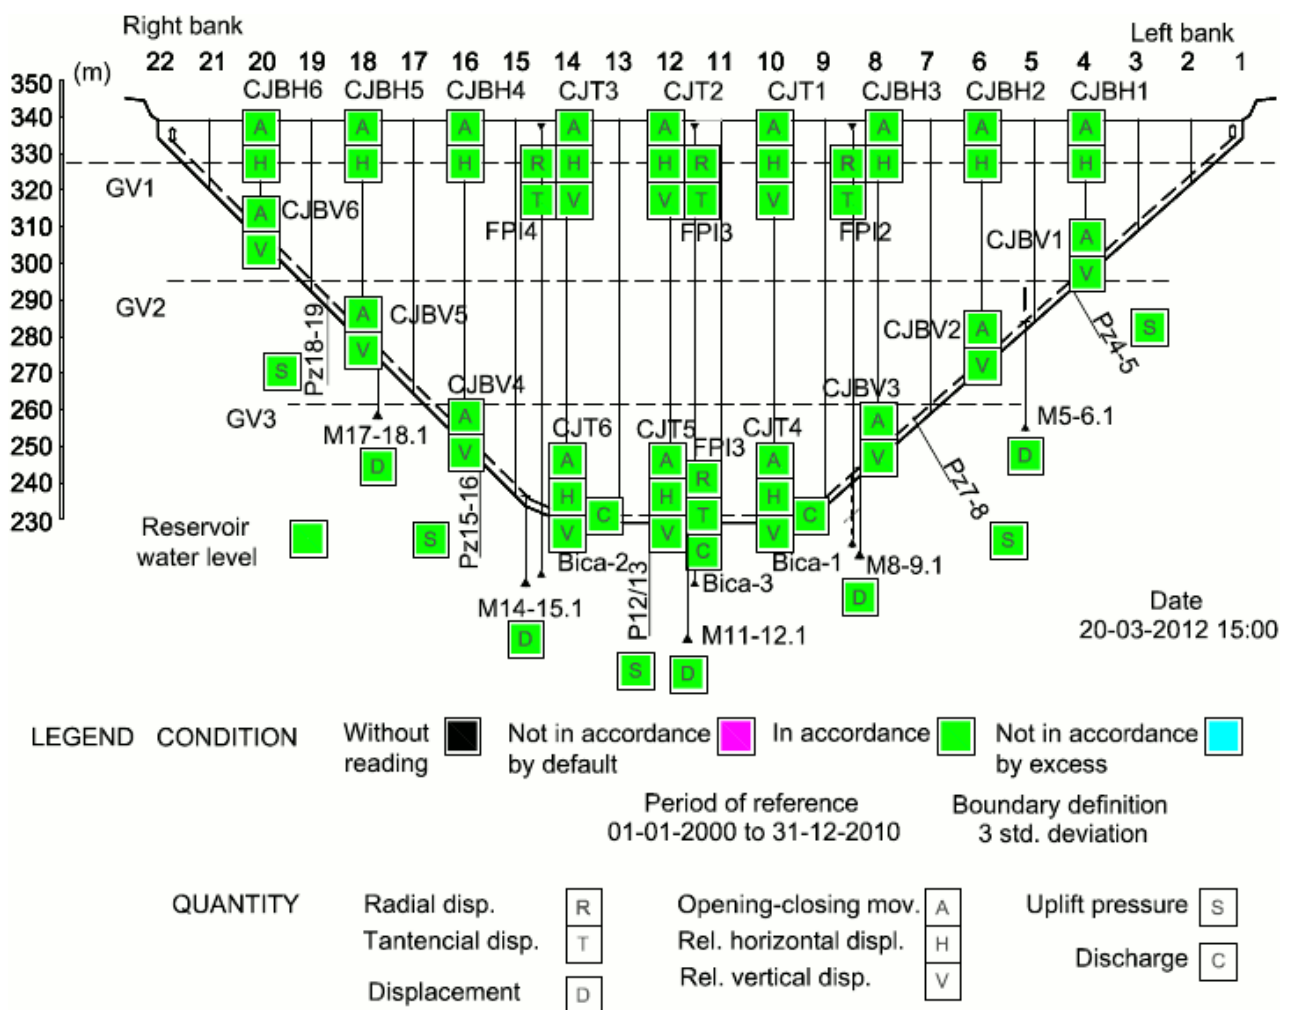 Right bank
Left bank
22 21 20 19 18 17 16 15 14 13 12 11 10 9 8 7 6 5 4 3 2 1
350 (m)
CJBH6 CJBH5 CJBH4 CJT3 CJT2 CJT1 CJBH3 CJBH2 CJBH1
340
A A A A A A A A A
330
H H H R H H R H R H H H
GV1
320
T V V T V T
310
A CJBV6
FPI4 FPI3 FPI2
CJBV1 A
300
V
V
290
GV2
A CJBV5
CJBV2 A
S
280
Pz18-19
V
V
Pz4-5
270
S
CJBV4
CJBV3
260
GV3
A
A
M5-6.1
250
M17-18.1
CJT6 CJT5 FPI3 CJT4
V
A A A
V
D
240
D
R
Pz7-8
230
H C H T H C
Reservoir
water level
S
Pz15-16
V V C V
S
Bica-2
P12/13
Bica-3
Bica-1
M8-9.1
M14-15.1
D
D
M11-12.1
S D
Date
20-03-2012 15:00
LEGEND CONDITION
Without
reading
Not in accordance
by default
In accordance
Not in accordance
by excess
Period of reference
01-01-2000 to 31-12-2010
Boundary definition
3 std. deviation
QUANTITY
Radial disp. R
Tantencial disp. T
Displacement D
Opening-closing mov. A
Rel. horizontal displ. H
Rel. vertical disp. V
Uplift pressure S
Discharge C